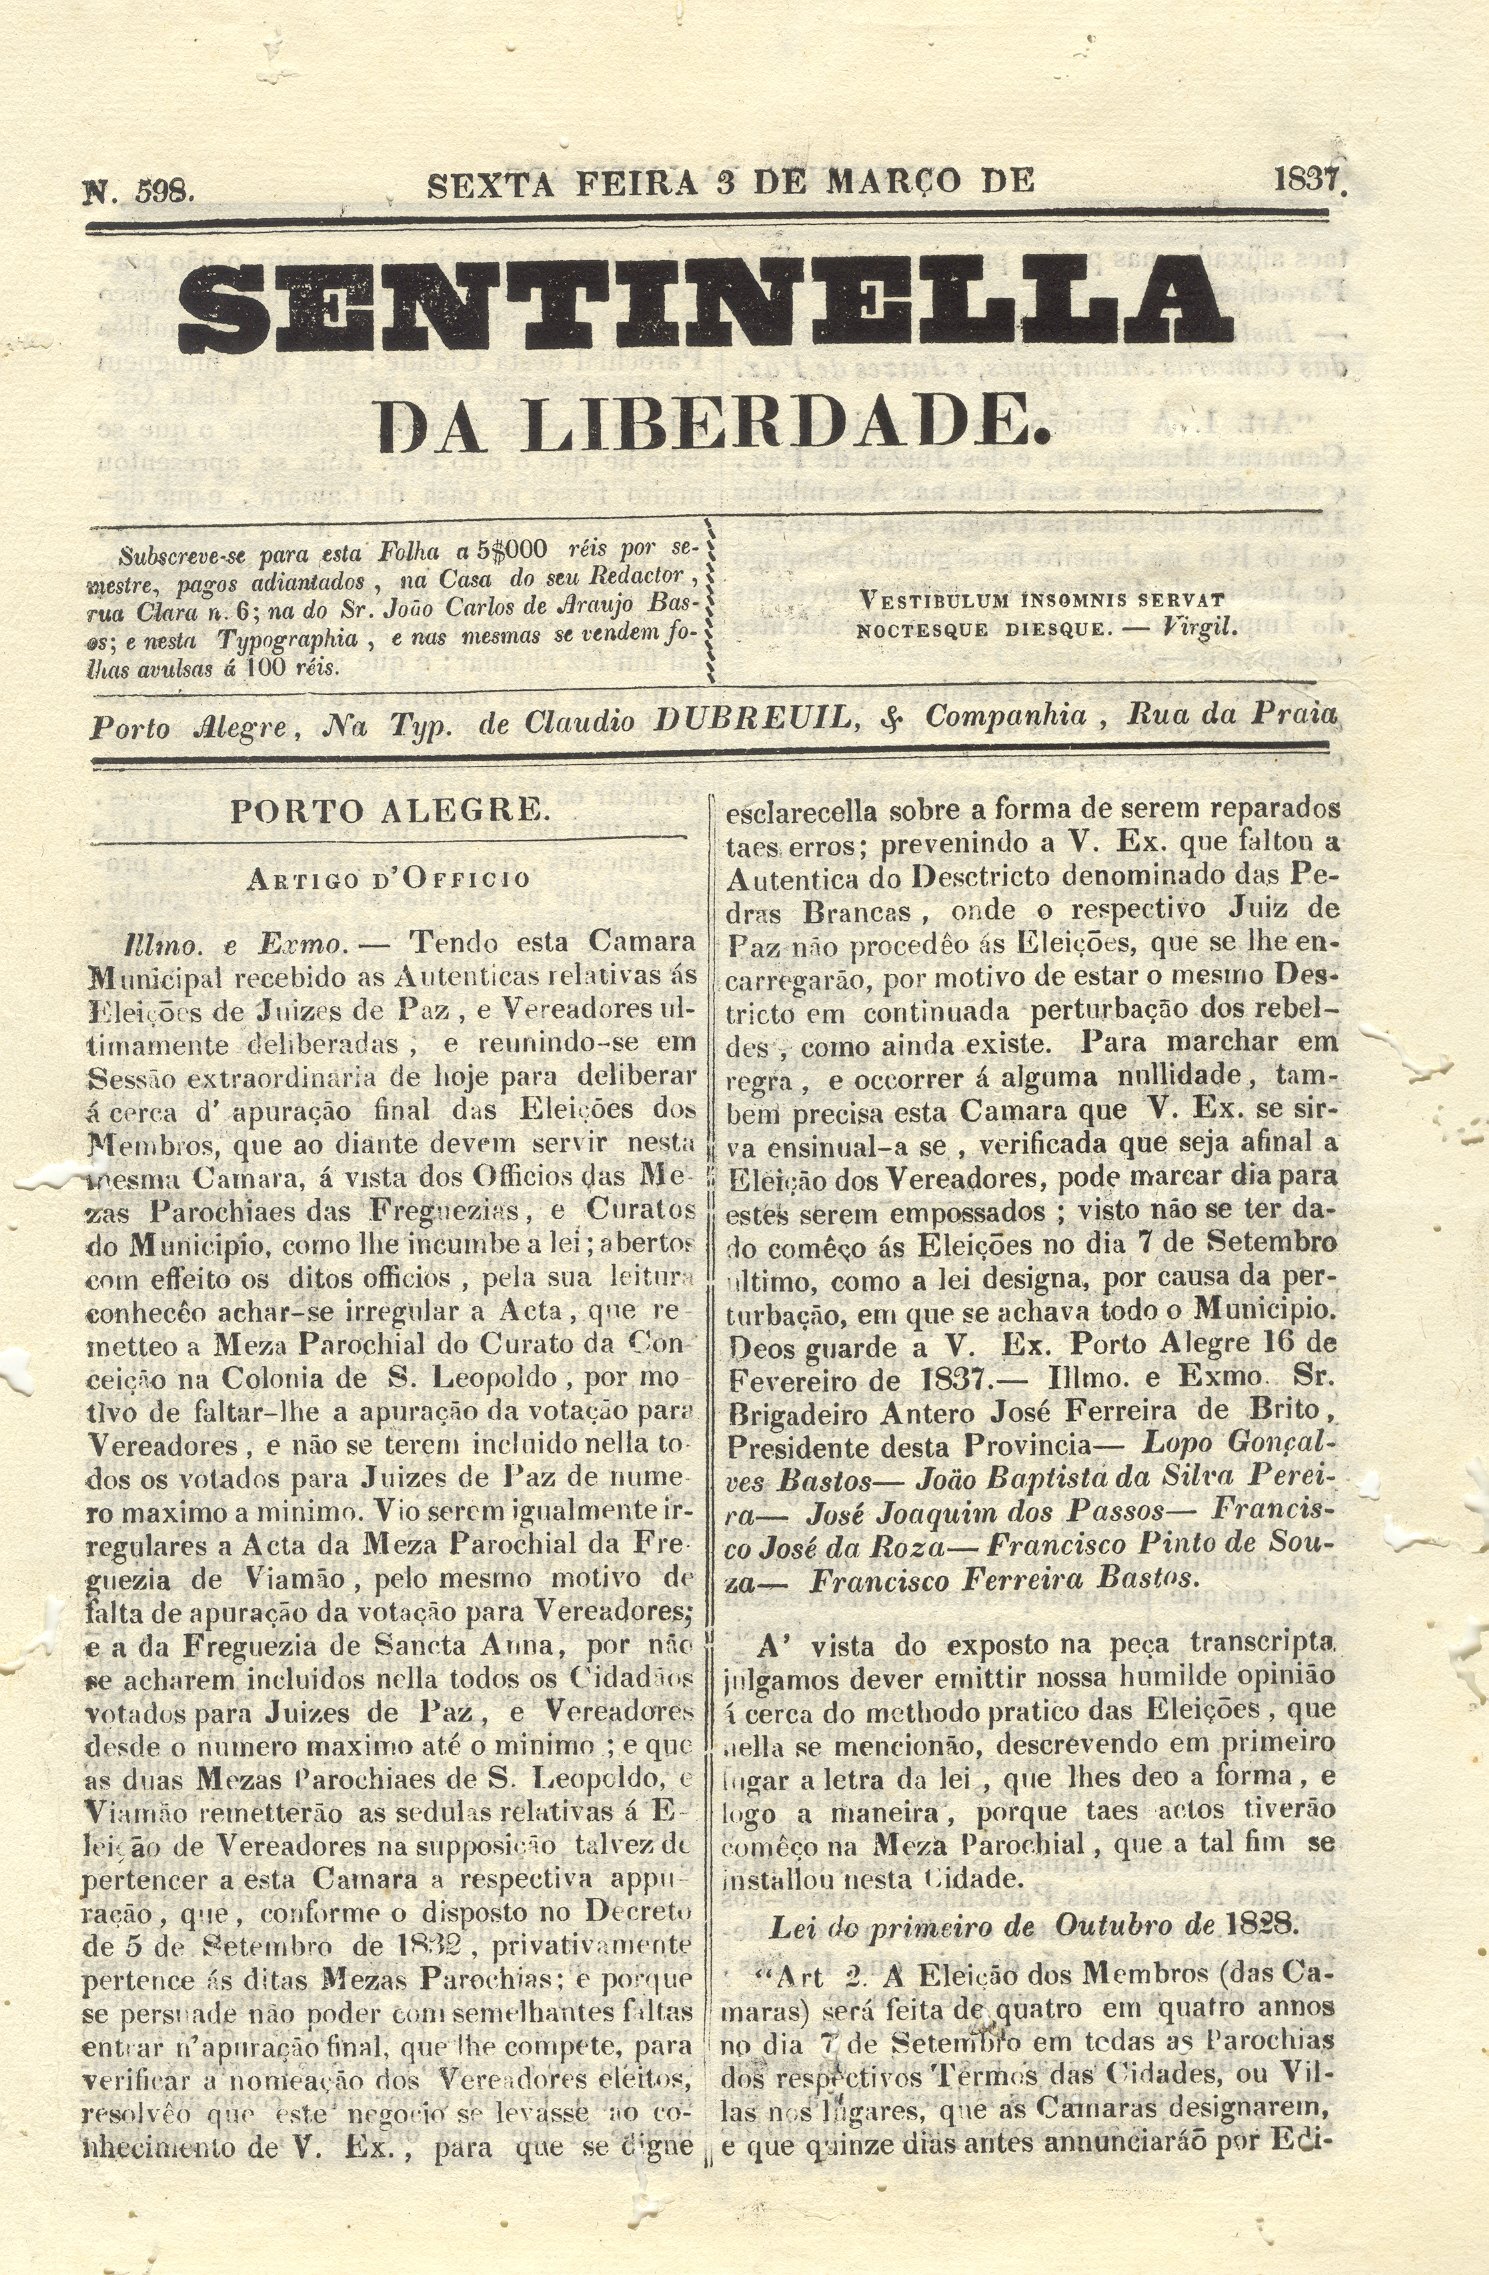 N. 598. SEXTA FEIRA 3 DE MARÇO DE 1837.
SENTINELLA
DA LIBERDADE.
Subscreve-se para esta Folha a 5$000 réis por se-
mestre, pagos adiantados, na Casa do seu Redactor,
rua Clara n. 6; na do Sr. João Carlos de Araujo Bas-
os; e nesta Typographia, e nas mesmas se vendem fo-
lhas avulsas á 100 réis.
VESTIBULUM INSOMNIS SERVAT
NOCTESQUE DIESQUE. — Virgil.
Porto Alegre, Na Typ. de Claudio DUBREUIL, & Companhia, Rua da Praia
PORTO ALEGRE.
ARTIGO D'OFFICIO
Illmo. e Exmo. — Tendo esta Camara
Municipal recebido as Autenticas relativas ás
Eleições de Juizes de Paz, e Vereadores ul-
timamente deliberadas, e reunindo-se em
Sessão extraordinaria de hoje para deliberar
á cerca d' apuração final das Eleições dos
Membros, que ao diante devem servir nesta
mesma Camara, á vista dos Officios das Me-
zas Parochiaes das Freguezias, e Curatos
do Municipio, como lhe incumbe a lei; abertos
com effeito os ditos officios, pela sua leitura
conhecêo achar-se irregular a Acta, que re-
metteo a Meza Parochial do Curato da Con-
ceição na Colonia de S. Leopoldo, por mo-
tivo de faltar-lhe a apuração da votação para
Vereadores, e não se terem incluido nella to-
dos os votados para Juizes de Paz de nume-
ro maximo a minimo. Vio serem igualmente ir-
regulares a Acta da Meza Parochial da Fre-
guezia de Viamão, pelo mesmo motivo de
falta de apuração da votação para Vereadores;
e a da Freguezia de Sancta Anna, por não
se acharem incluidos nella todos os Cidadãos
votados para Juizes de Paz, e Vereadores
desde o numero maximo até o minimo; e que
as duas Mezas Parochiaes de S. Leopoldo, e
Viamão remetterão as sedulas relativas á E-
leição de Vereadores na supposição talvez de
pertencer a esta Camara a respectiva appu-
ração, que, conforme o disposto no Decreto
de 5 de Setembro de 1832, privativamente
pertence ás ditas Mezas Parochias; e porque
se persuade não poder com semelhantes faltas
entrar n'apuração final, que lhe compete, para
verificar a nomeação dos Vereadores eleitos,
resolvêo que este negocio se levasse ao co-
nhecimento de V. Ex., para que se digne
esclarecella sobre a forma de serem reparados
taes erros; prevenindo a V. Ex. que faltou a
Autentica do Desctricto denominado das Pe-
dras Brancas, onde o respectivo Juiz de
Paz não procedêo ás Eleições, que se lhe en-
carregarão, por motivo de estar o mesmo Des-
tricto em continuada perturbação dos rebel-
des, como ainda existe. Para marchar em
regra, e occorrer á alguma nullidade, tam-
bem precisa esta Camara que V. Ex. se sir-
va ensinual-a se, verificada que seja afinal a
Eleição dos Vereadores, pode marcar dia para
estes serem empossados; visto não se ter da-
do comêço ás Eleições no dia 7 de Setembro
ultimo, como a lei designa, por causa da per-
turbação, em que se achava todo o Municipio.
Deos guarde a V. Ex. Porto Alegre 16 de
Fevereiro de 1837.— Illmo. e Exmo. Sr.
Brigadeiro Antero José Ferreira de Brito,
Presidente desta Provincia— Lopo Gonçal-
ves Bastos— João Baptista da Silva Perei-
ra— José Joaquim dos Passos— Francis-
co José da Roza— Francisco Pinto de Sou-
za— Francisco Ferreira Bastos.
A' vista do exposto na peça transcripta,
julgamos dever emittir nossa humilde opinião
á cerca do methodo pratico das Eleições, que
nella se mencionão, descrevendo em primeiro
lugar a letra da lei, que lhes deo a forma, e
logo a maneira, porque taes actos tiverão
comêço na Meza Parochial, que a tal fim se
installou nesta Cidade.
Lei do primeiro de Outubro de 1828.
"Art 2. A Eleição dos Membros (das Ca-
maras) será feita de quatro em quatro annos
no dia 7 de Setembro em todas as Parochias
dos respectivos Termos das Cidades, ou Vil-
las nos lugares, que as Camaras designarem,
e que quinze dias antes annunciaráõ por Edi-